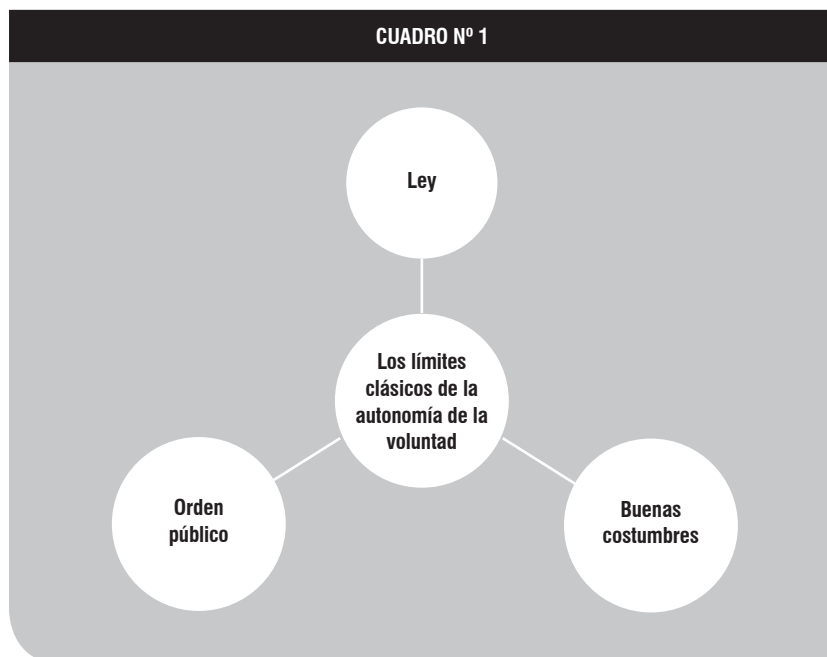 CUADRO Nº 1
Ley
Los límites
clásicos de la
autonomía de la
voluntad
Orden
público
Buenas
costumbres